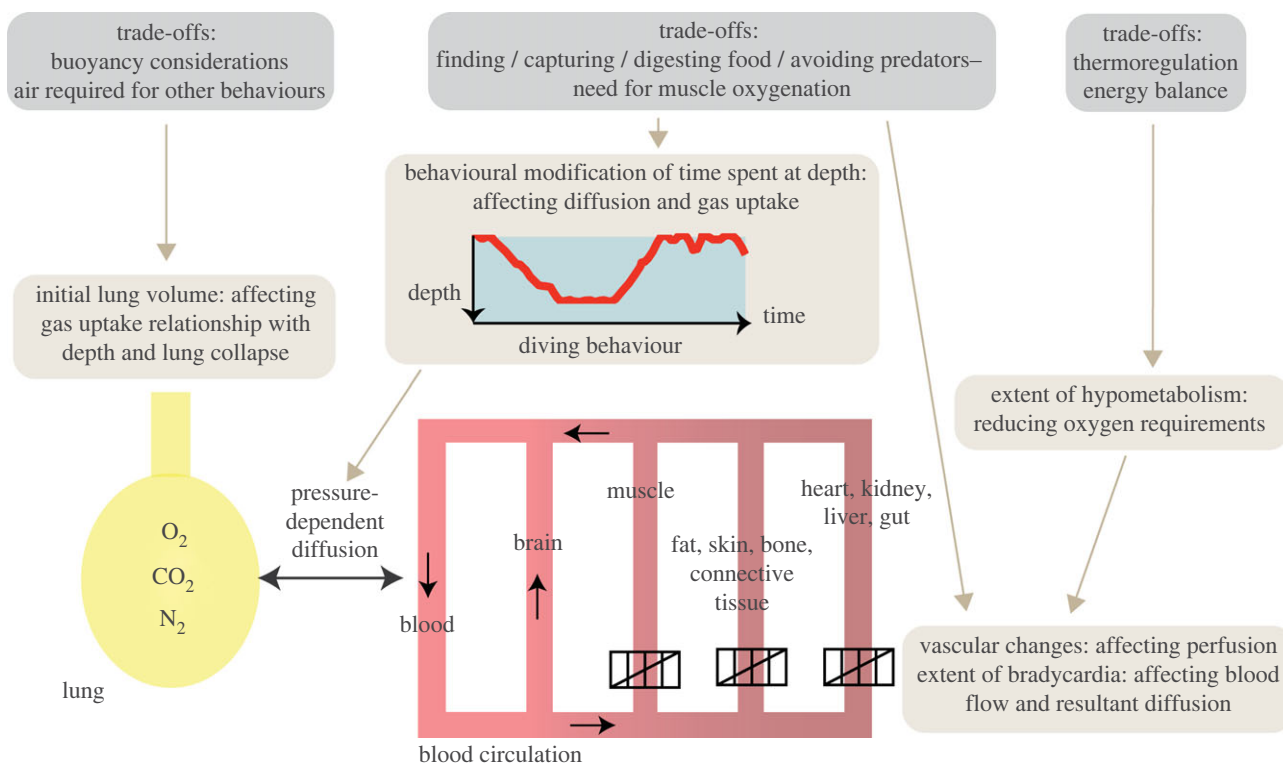 trade-offs:
buoyancy considerations
air required for other behaviours
trade-offs:
finding / capturing / digesting food / avoiding predators–
need for muscle oxygenation
trade-offs:
thermoregulation
energy balance
behavioural modification of time spent at depth:
affecting diffusion and gas uptake
depth
time
diving behaviour
initial lung volume: affecting
gas uptake relationship with
depth and lung collapse
extent of hypometabolism:
reducing oxygen requirements
O2
CO2
N2
lung
pressure-
dependent
diffusion
blood
brain
muscle
fat, skin, bone,
connective
tissue
heart, kidney,
liver, gut
blood circulation
vascular changes: affecting perfusion
extent of bradycardia: affecting blood
flow and resultant diffusion